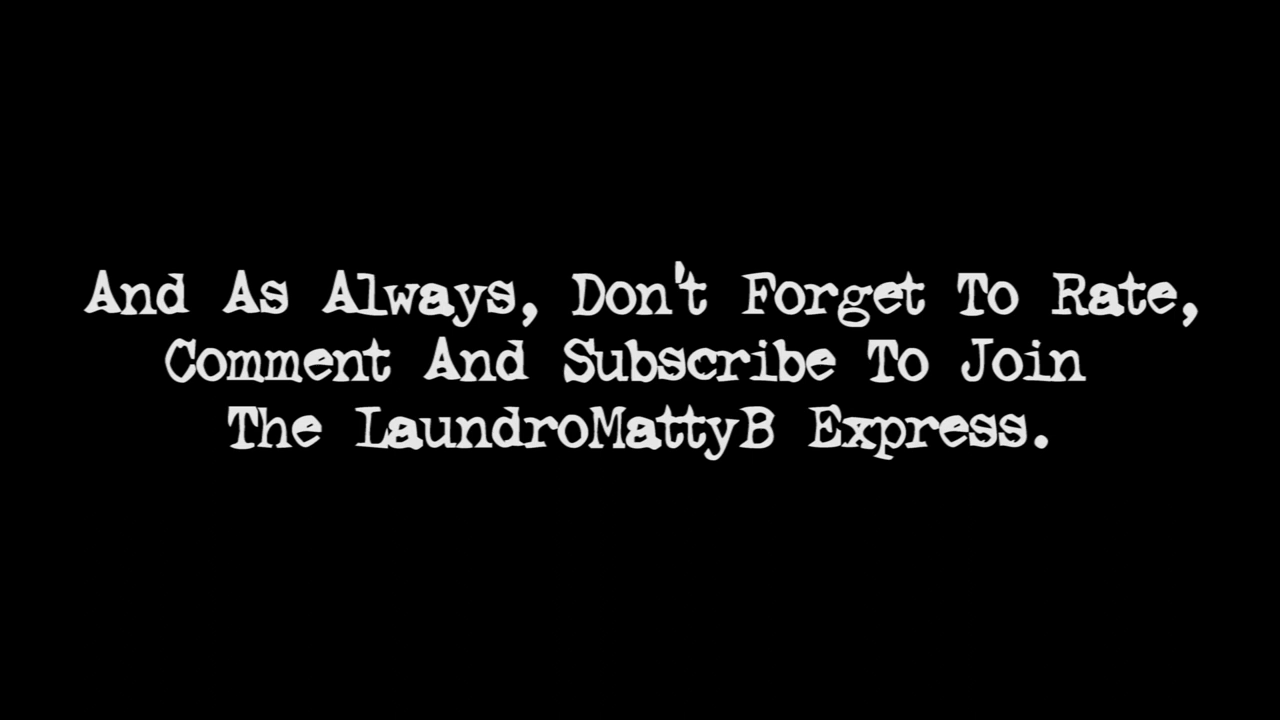 And As Always, Don't Forget To Rate,
Comment And Subscribe To Join
The LaundroMattyB Express.